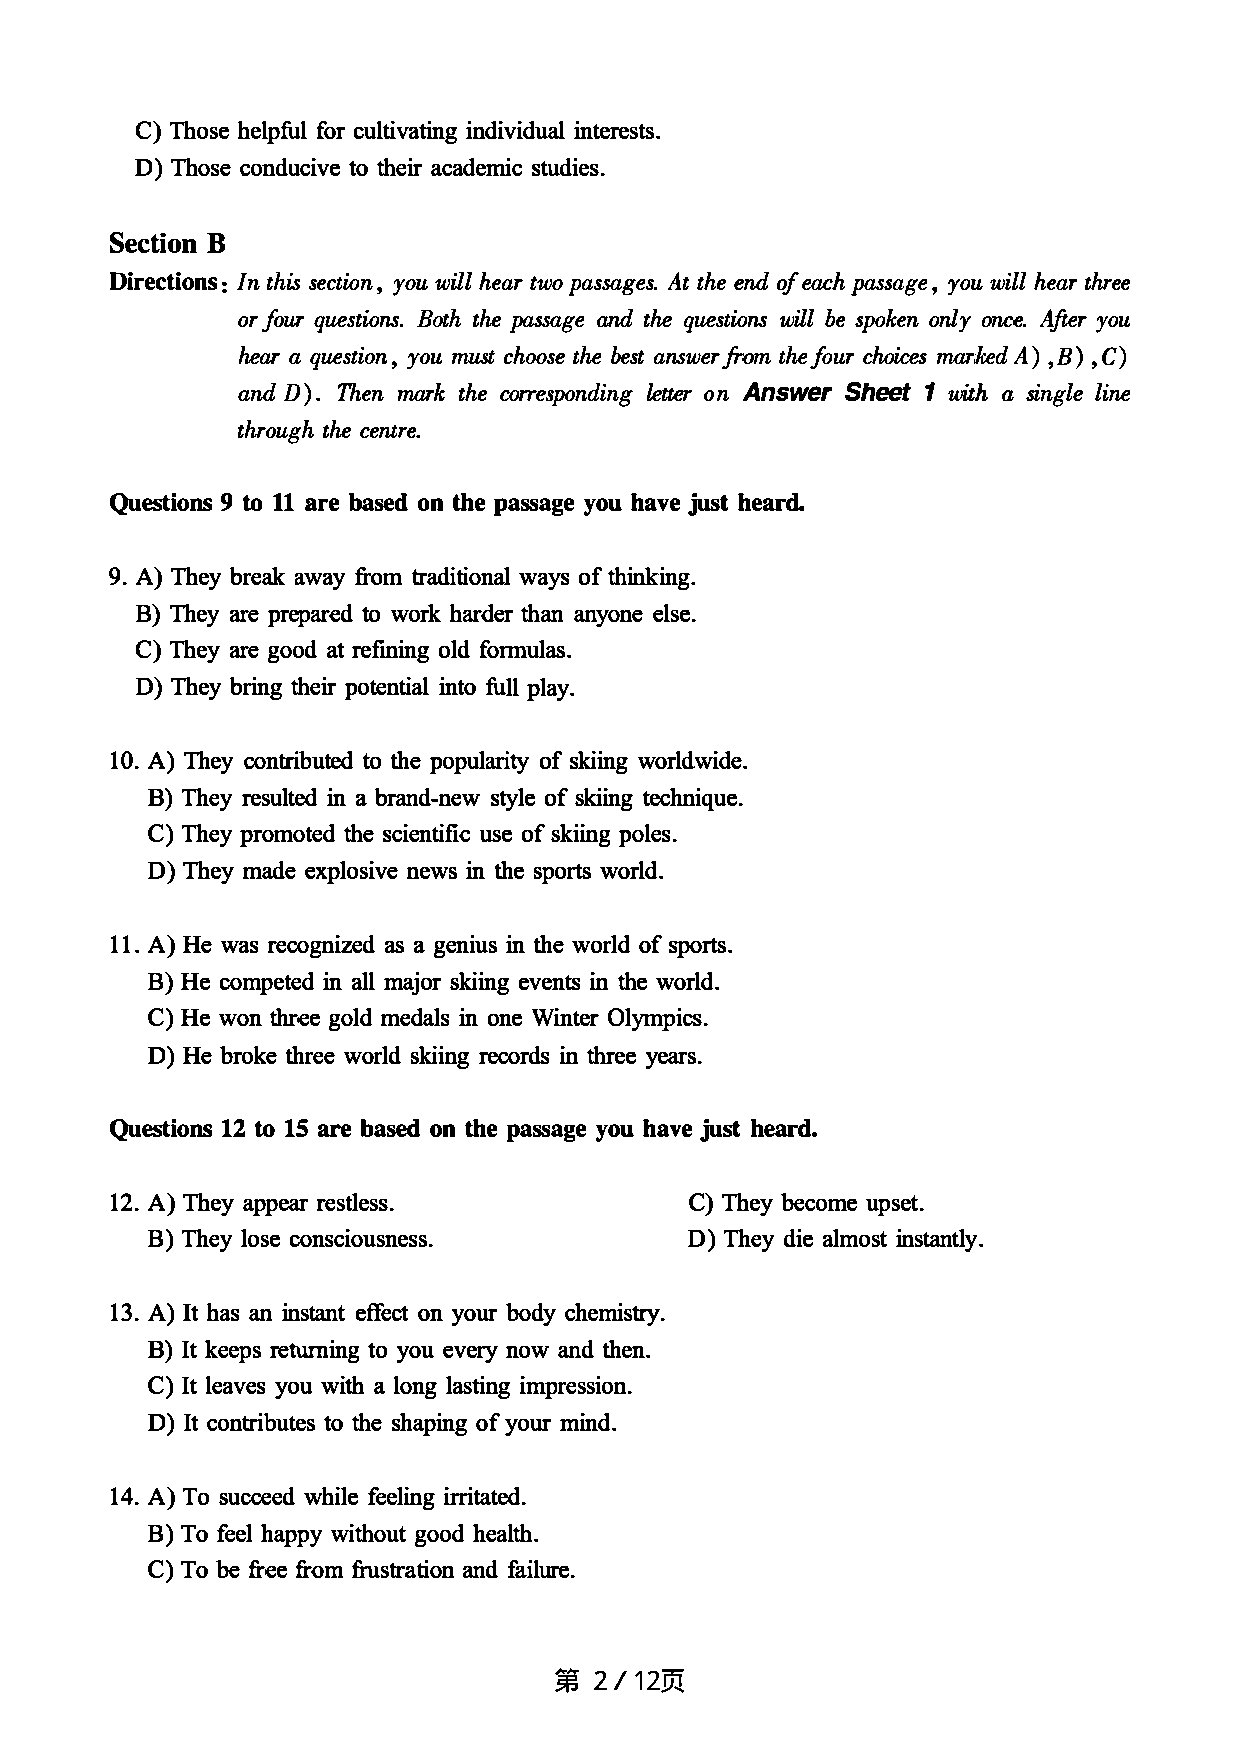 C) Those helpful for cultivating individual interests.
D) Those conducive to their academic studies.
Section B
Directions: In this section, you will hear two passages. At the end of each passage, you will hear three
or four questions. Both the passage and the questions will be spoken only once. After you
hear a question, you must choose the best answer from the four choices marked A), B), C)
and D). Then mark the corresponding letter on Answer Sheet 1 with a single line
through the centre.
Questions 9 to 11 are based on the passage you have just heard.
9. A) They break away from traditional ways of thinking.
B) They are prepared to work harder than anyone else.
C) They are good at refining old formulas.
D) They bring their potential into full play.
10. A) They contributed to the popularity of skiing worldwide.
B) They resulted in a brand-new style of skiing technique.
C) They promoted the scientific use of skiing poles.
D) They made explosive news in the sports world.
11. A) He was recognized as a genius in the world of sports.
B) He competed in all major skiing events in the world.
C) He won three gold medals in one Winter Olympics.
D) He broke three world skiing records in three years.
Questions 12 to 15 are based on the passage you have just heard.
12. A) They appear restless. C) They become upset.
B) They lose consciousness. D) They die almost instantly.
13. A) It has an instant effect on your body chemistry.
B) It keeps returning to you every now and then.
C) It leaves you with a long lasting impression.
D) It contributes to the shaping of your mind.
14. A) To succeed while feeling irritated.
B) To feel happy without good health.
C) To be free from frustration and failure.
第 2 / 12页